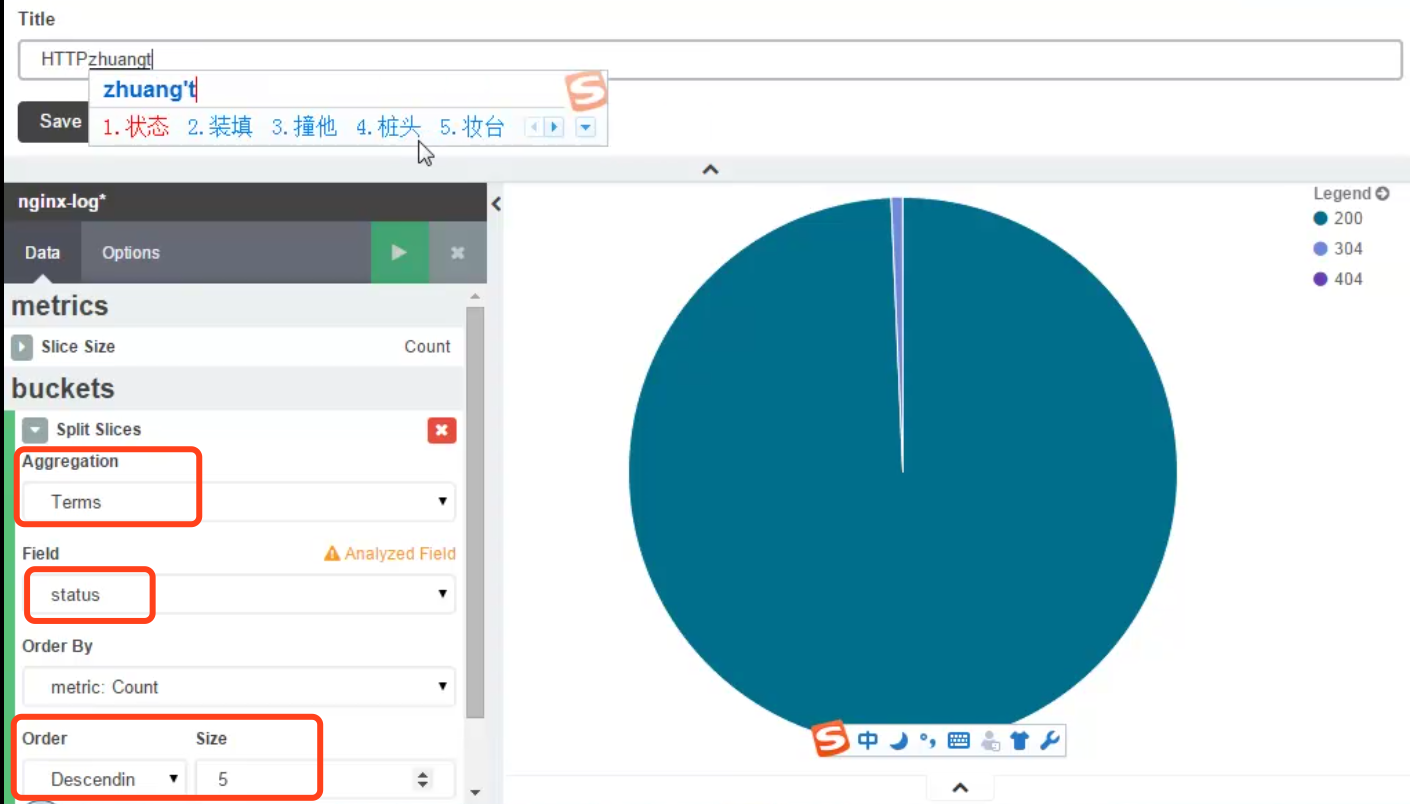 Title
HTTPzhuangt
zhuang't
Save
1.状态 2.装填 3.撞他 4.桩头 5.妆台
nginx-log*
Legend
Data Options
200
304
404
metrics
Slice Size Count
buckets
Split Slices
Aggregation
Terms
Field Analyzed Field
status
Order By
metric: Count
Order Size
Descendin 5
中